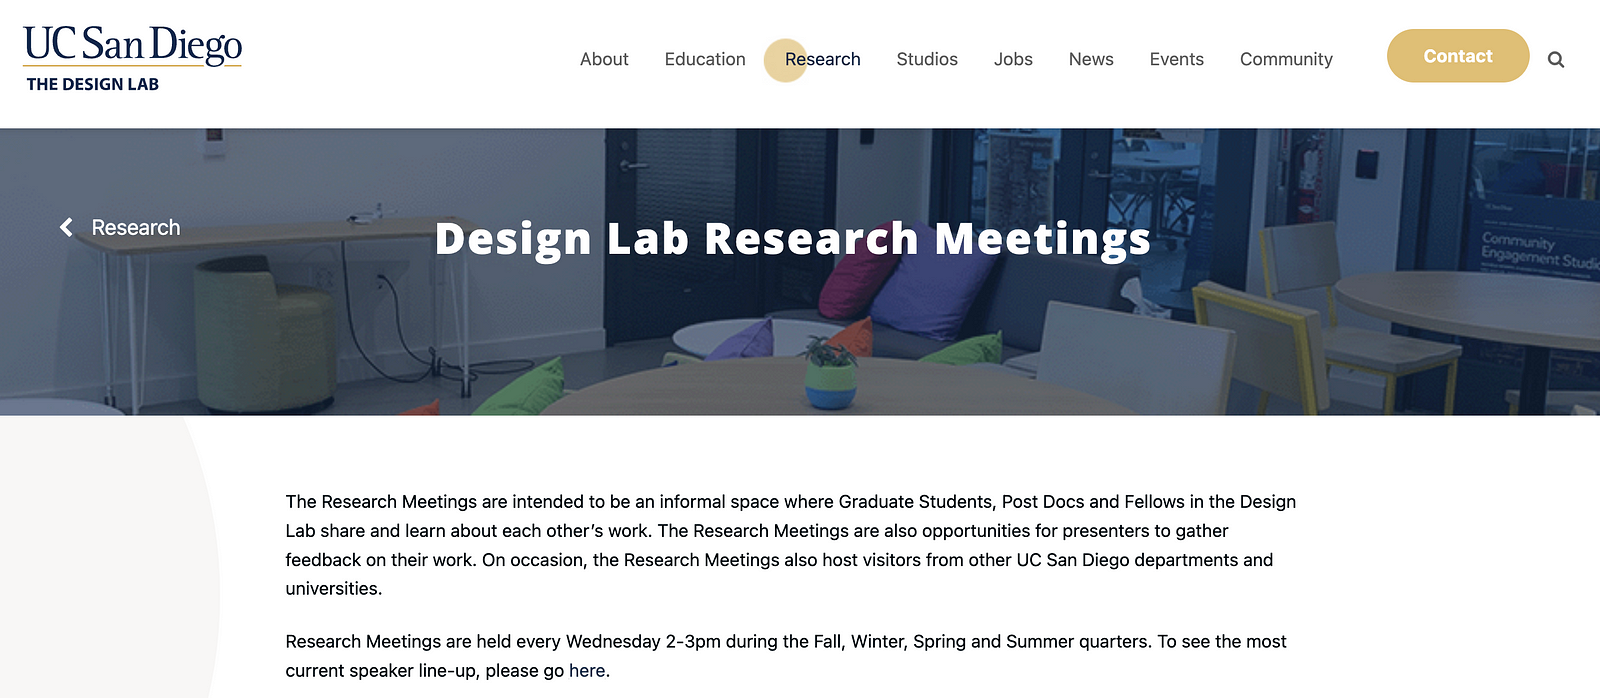 UC San Diego
THE DESIGN LAB
About
Education
Research
Studios
Jobs
News
Events
Community
Contact
Research
Design Lab Research Meetings
UC San Diego
Community
Engagement Studio
The Research Meetings are intended to be an informal space where Graduate Students, Post Docs and Fellows in the Design
Lab share and learn about each other’s work. The Research Meetings are also opportunities for presenters to gather
feedback on their work. On occasion, the Research Meetings also host visitors from other UC San Diego departments and
universities.
Research Meetings are held every Wednesday 2-3pm during the Fall, Winter, Spring and Summer quarters. To see the most
current speaker line-up, please go here.